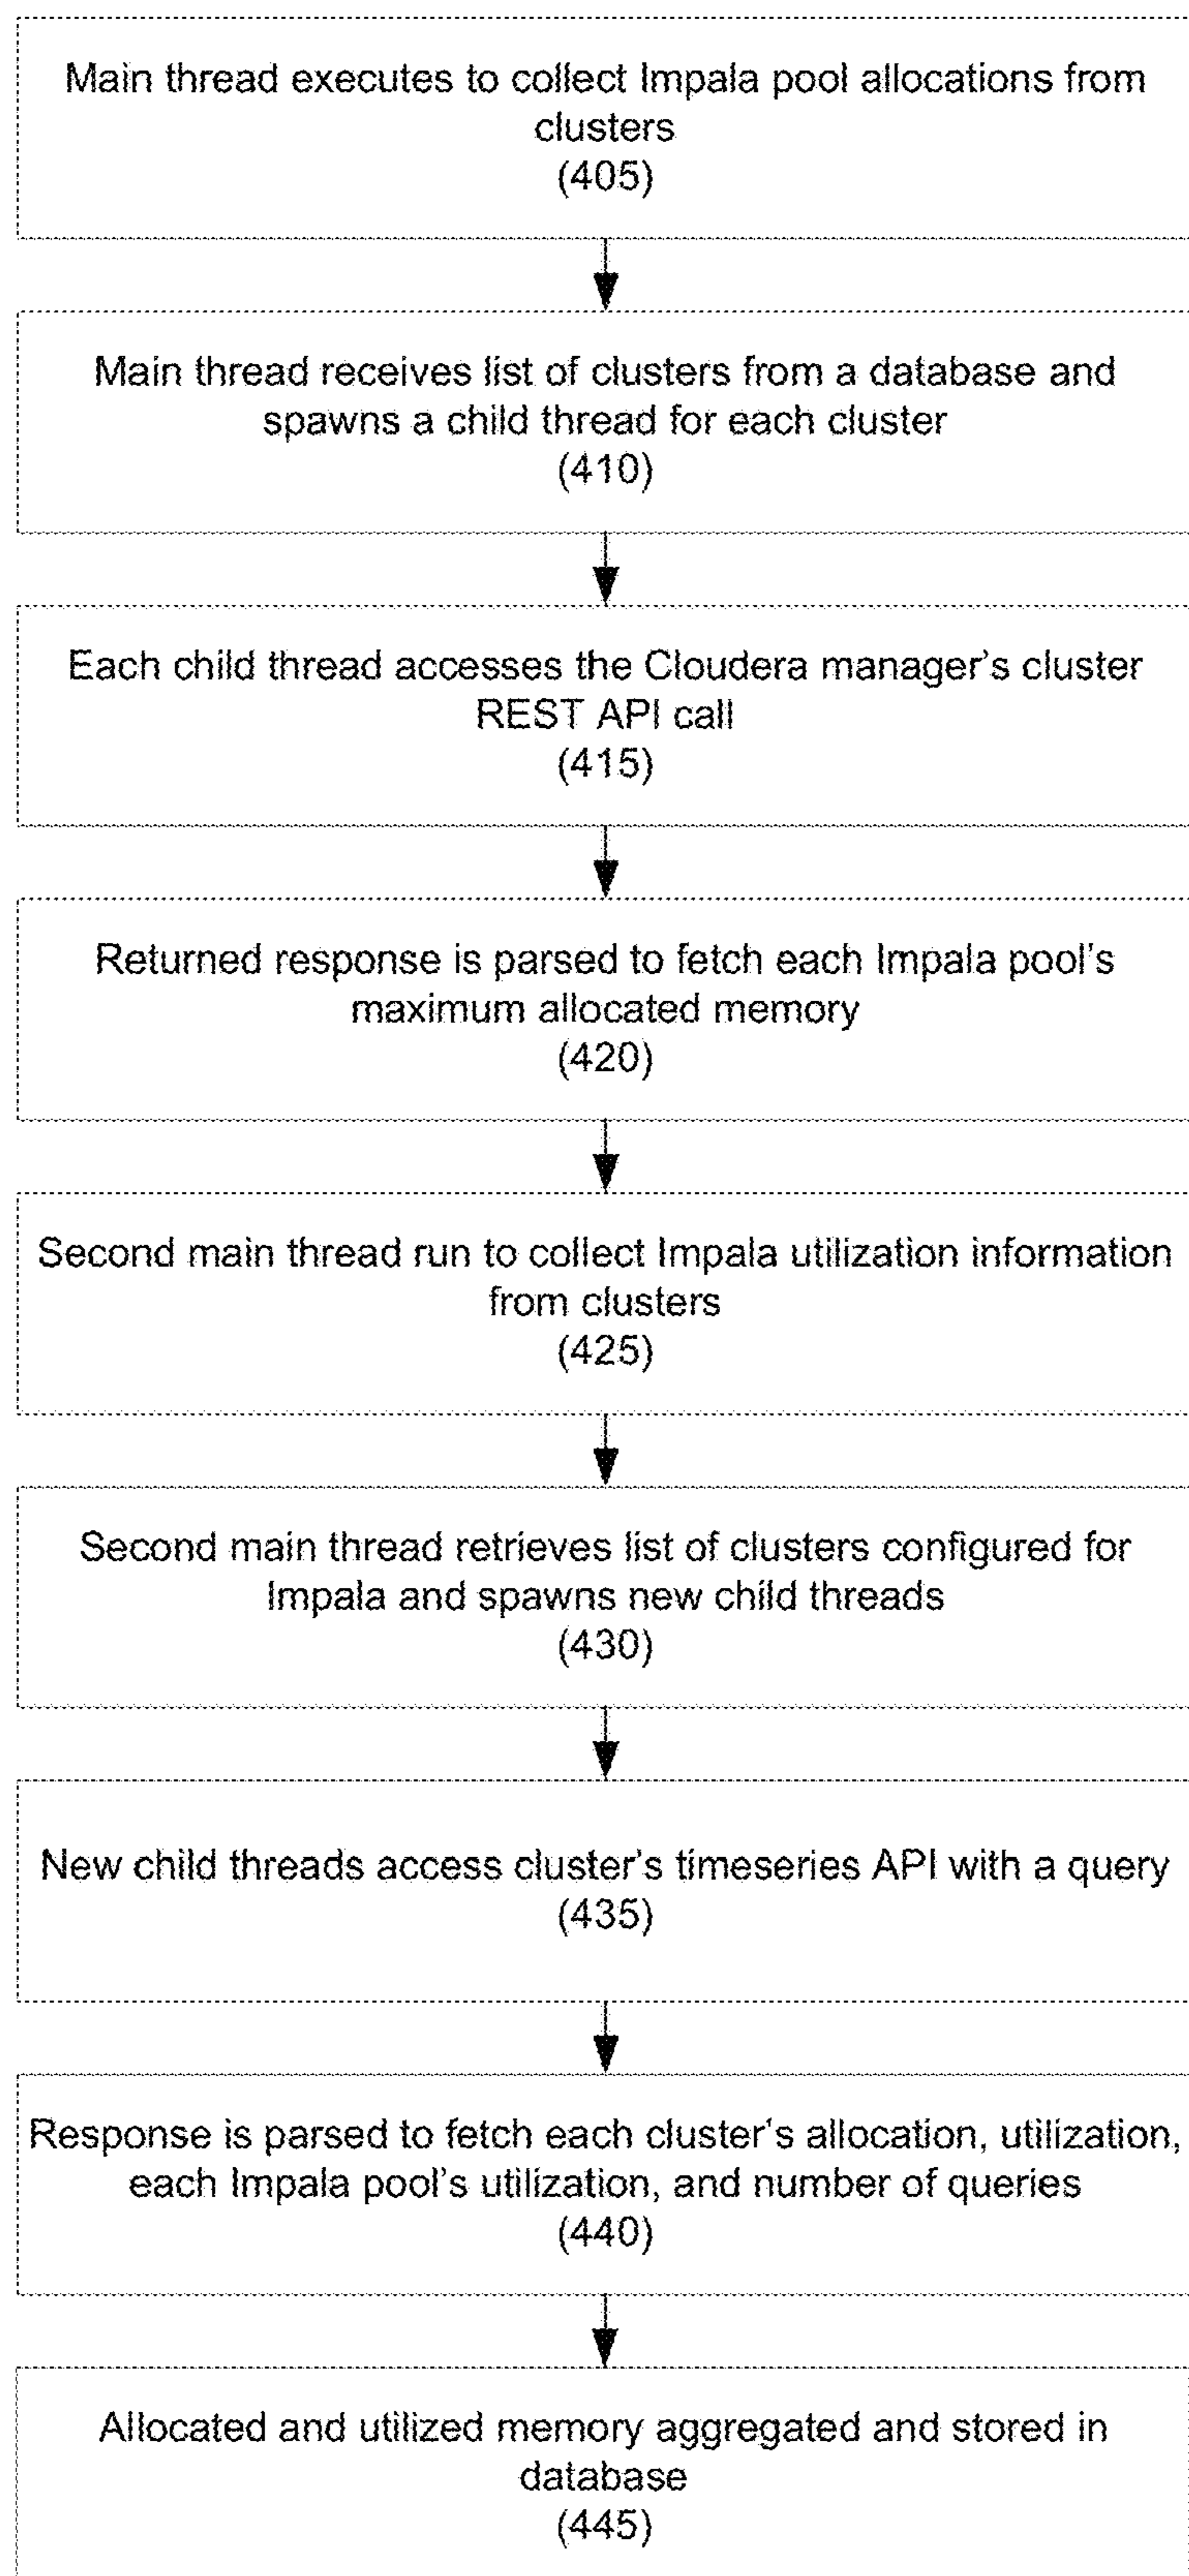 Main thread executes to collect Impala pool allocations from
clusters
(405)
Main thread receives list of clusters from a database and
spawns a child thread for each cluster
(410)
Each child thread accesses the Cloudera manager's cluster
REST API call
(415)
Returned response is parsed to fetch each Impala pool's
maximum allocated memory
(420)
Second main thread run to collect Impala utilization information
from clusters
(425)
Second main thread retrieves list of clusters configured for
Impala and spawns new child threads
(430)
New child threads access cluster's timeseries API with a query
(435)
Response is parsed to fetch each cluster's allocation, utilization,
each Impala pool's utilization, and number of queries
(440)
Allocated and utilized memory aggregated and stored in
database
(445)